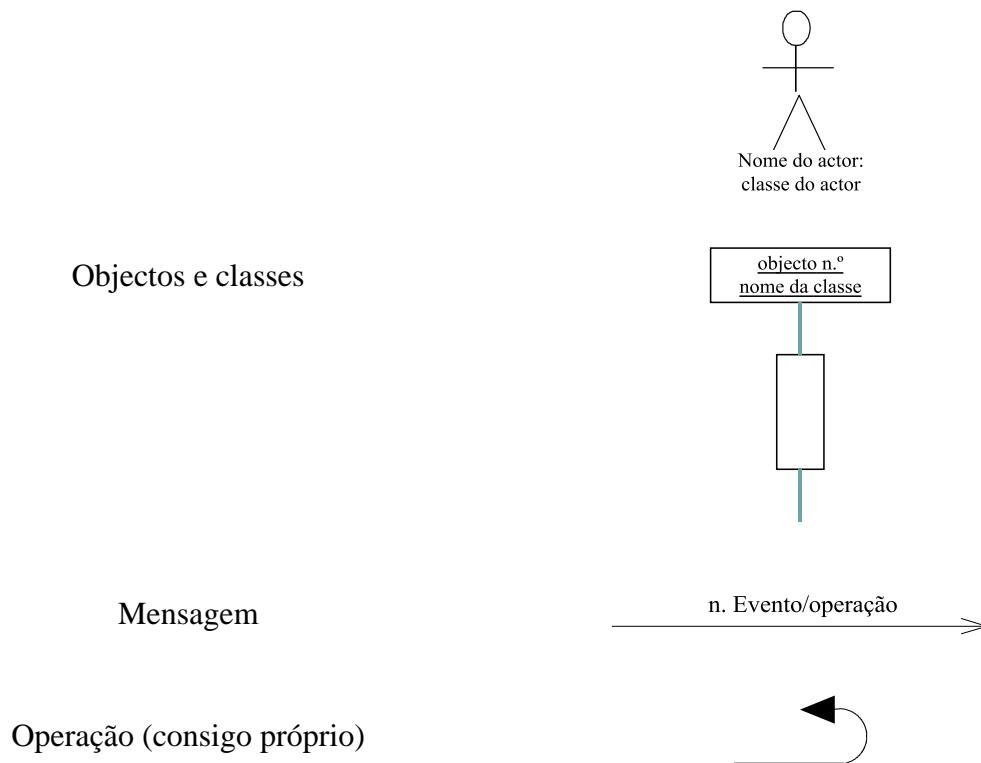 Nome do actor:
classe do actor
Objectos e classes
objecto n.º
nome da classe
Mensagem
n. Evento/operação
Operação (consigo próprio)